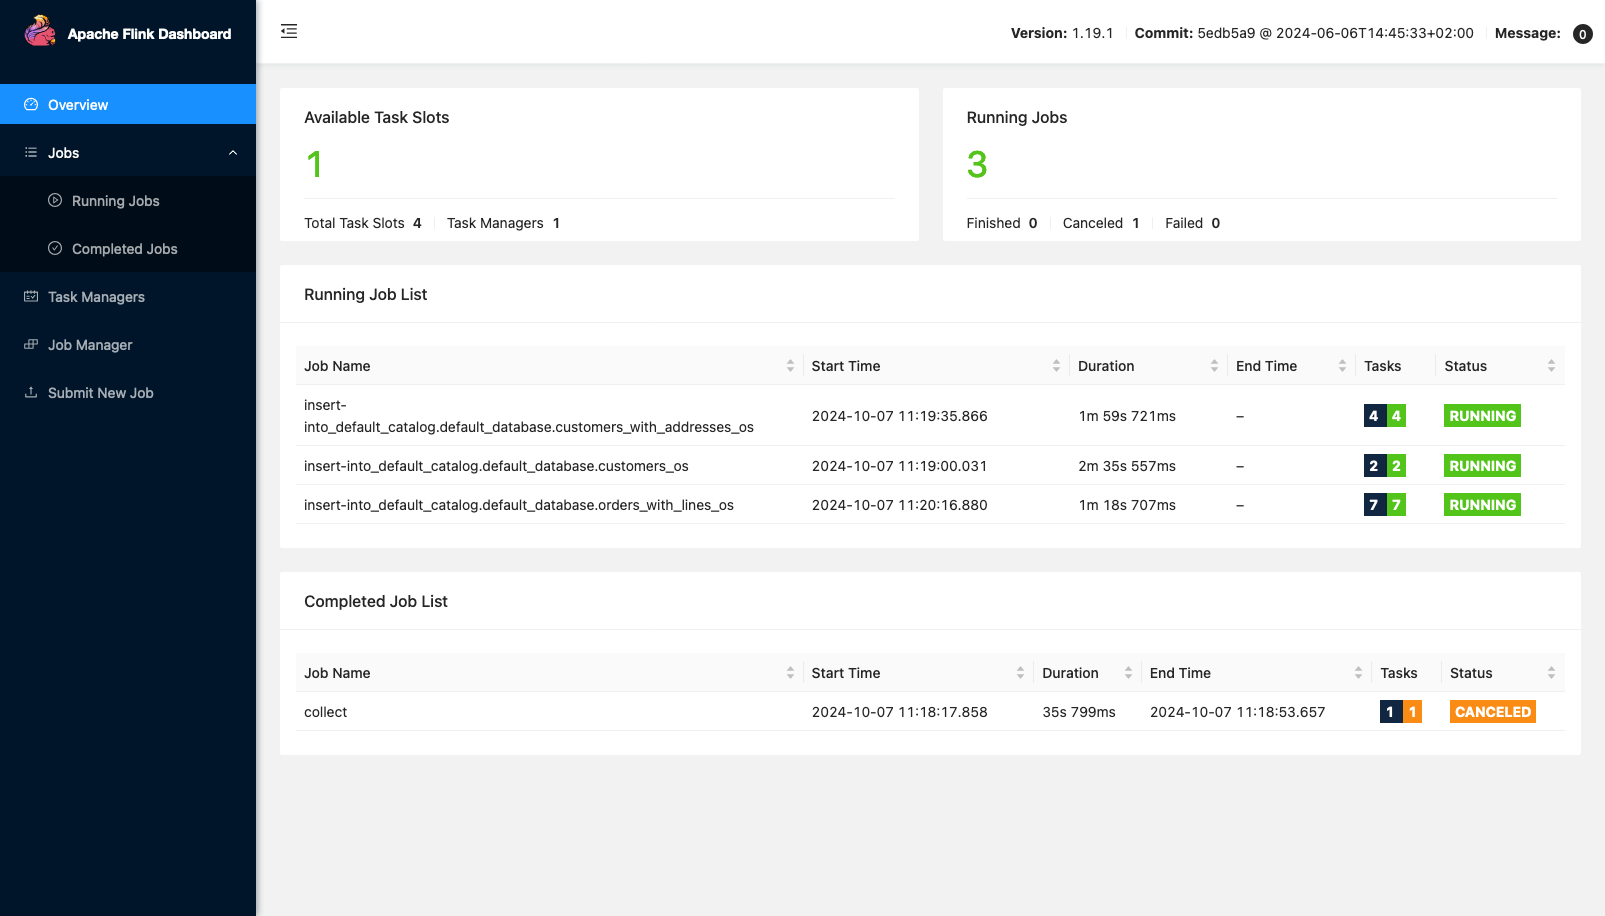 Apache Flink Dashboard
Version: 1.19.1 Commit: 5edb5a9 @ 2024-06-06T14:45:33+02:00 Message: 0
Overview
Jobs
Running Jobs
Completed Jobs
Task Managers
Job Manager
Submit New Job
Available Task Slots
1
Total Task Slots 4 Task Managers 1
Running Jobs
3
Finished 0 Canceled 1 Failed 0
Running Job List
Job Name Start Time Duration End Time Tasks Status
insert-
into_default_catalog.default_database.customers_with_addresses_os 2024-10-07 11:19:35.866 1m 59s 721ms – 4 4 RUNNING
insert-into_default_catalog.default_database.customers_os 2024-10-07 11:19:00.031 2m 35s 557ms – 2 2 RUNNING
insert-into_default_catalog.default_database.orders_with_lines_os 2024-10-07 11:20:16.880 1m 18s 707ms – 7 7 RUNNING
Completed Job List
Job Name Start Time Duration End Time Tasks Status
collect 2024-10-07 11:18:17.858 35s 799ms 2024-10-07 11:18:53.657 1 1 CANCELED